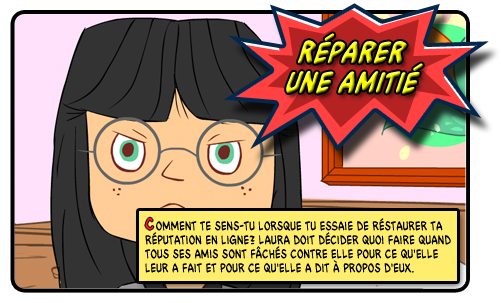 RÉPARER
UNE AMITIÉ
COMMENT TE SENS-TU LORSQUE TU ESSAIE DE RÉSTAURER TA
RÉPUTATION EN LIGNE? LAURA DOIT DÉCIDER QUOI FAIRE QUAND
TOUS SES AMIS SONT FÂCHÉS CONTRE ELLE POUR CE QU'ELLE
LEUR A FAIT ET POUR CE QU'ELLE A DIT À PROPOS D'EUX.